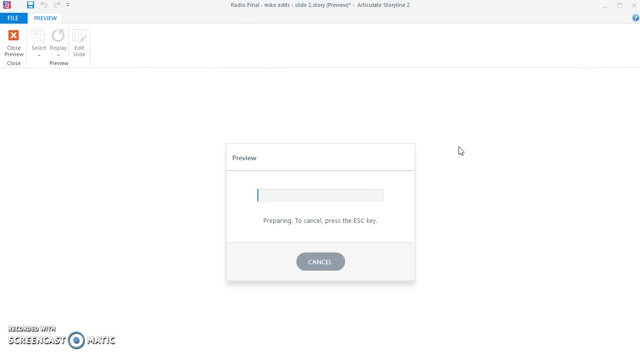 Radio Final - mike edits - slide 2.story (Preview)* - Articulate Storyline 2
FILE
PREVIEW
Close Preview
Select
Replay
Edit Slide
Close
Preview
Preview
Preparing. To cancel, press the ESC key.
CANCEL
RECORDED WITH
SCREENCAST MATIC